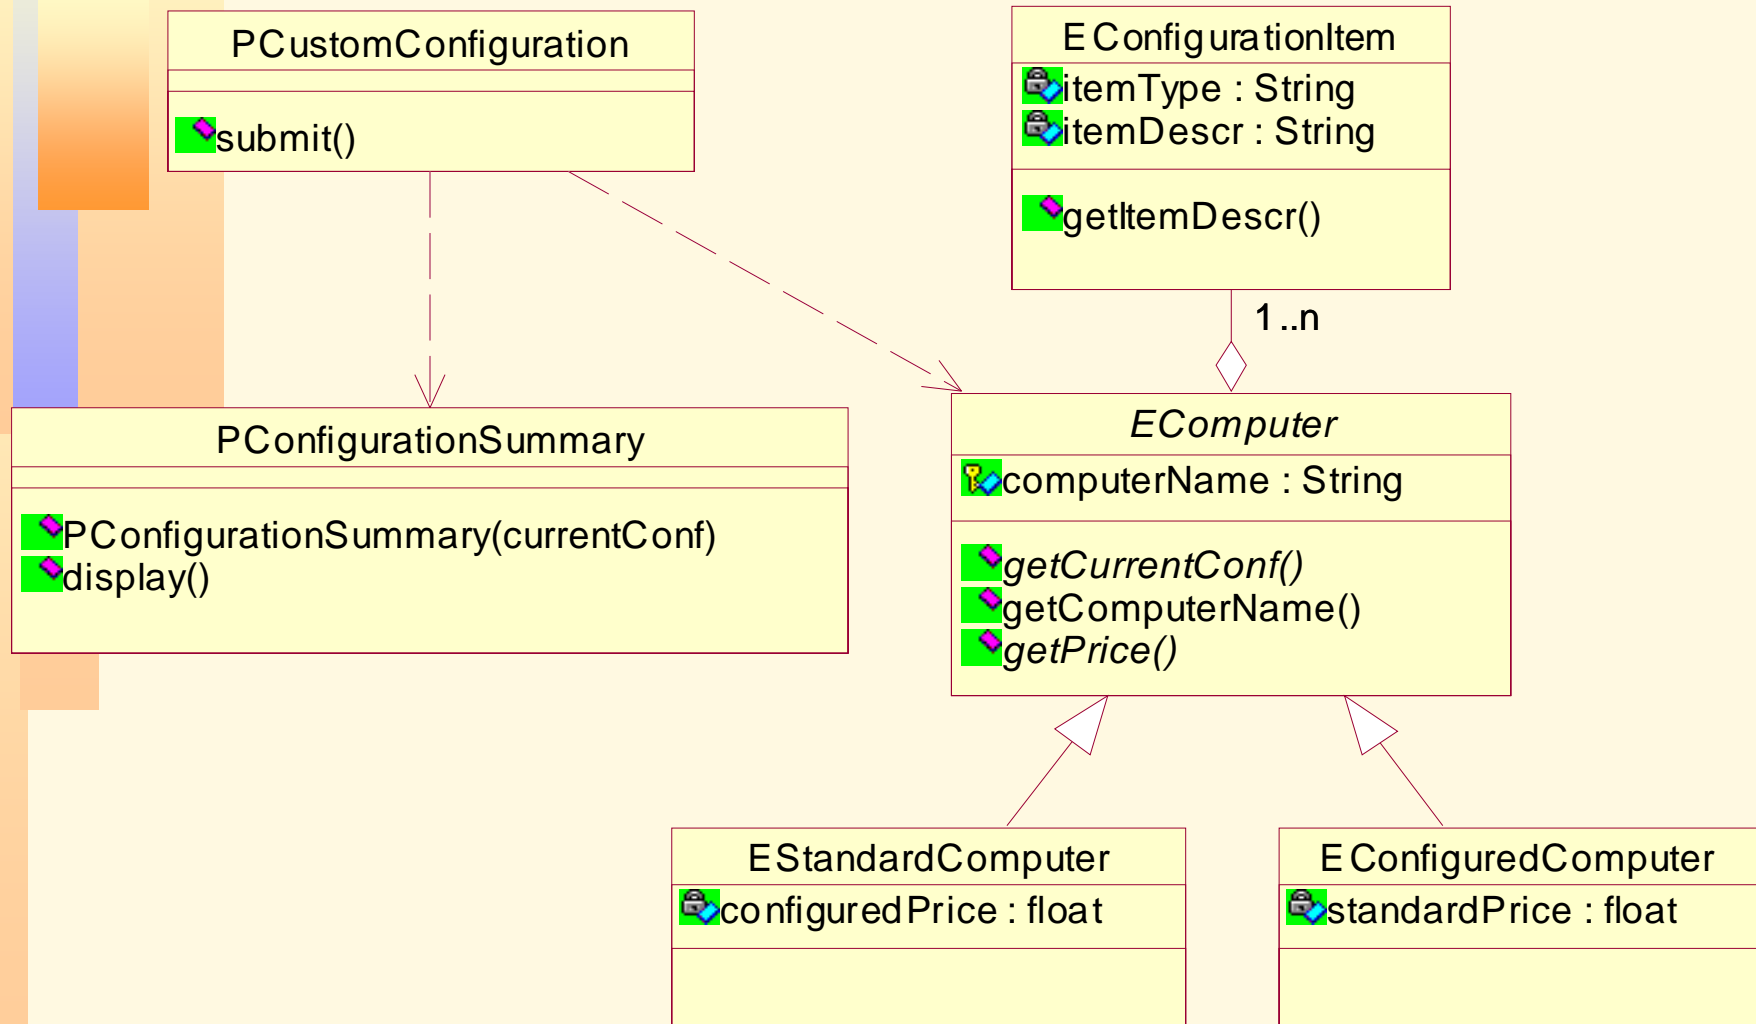 PCustomConfiguration
submit()
EConfigurationItem
itemType : String
itemDescr : String
getItemDescr()
1..n
PConfigurationSummary
PConfigurationSummary(currentConf)
display()
EComputer
computerName : String
getCurrentConf()
getComputerName()
getPrice()
EStandardComputer
configuredPrice : float
EConfiguredComputer
standardPrice : float